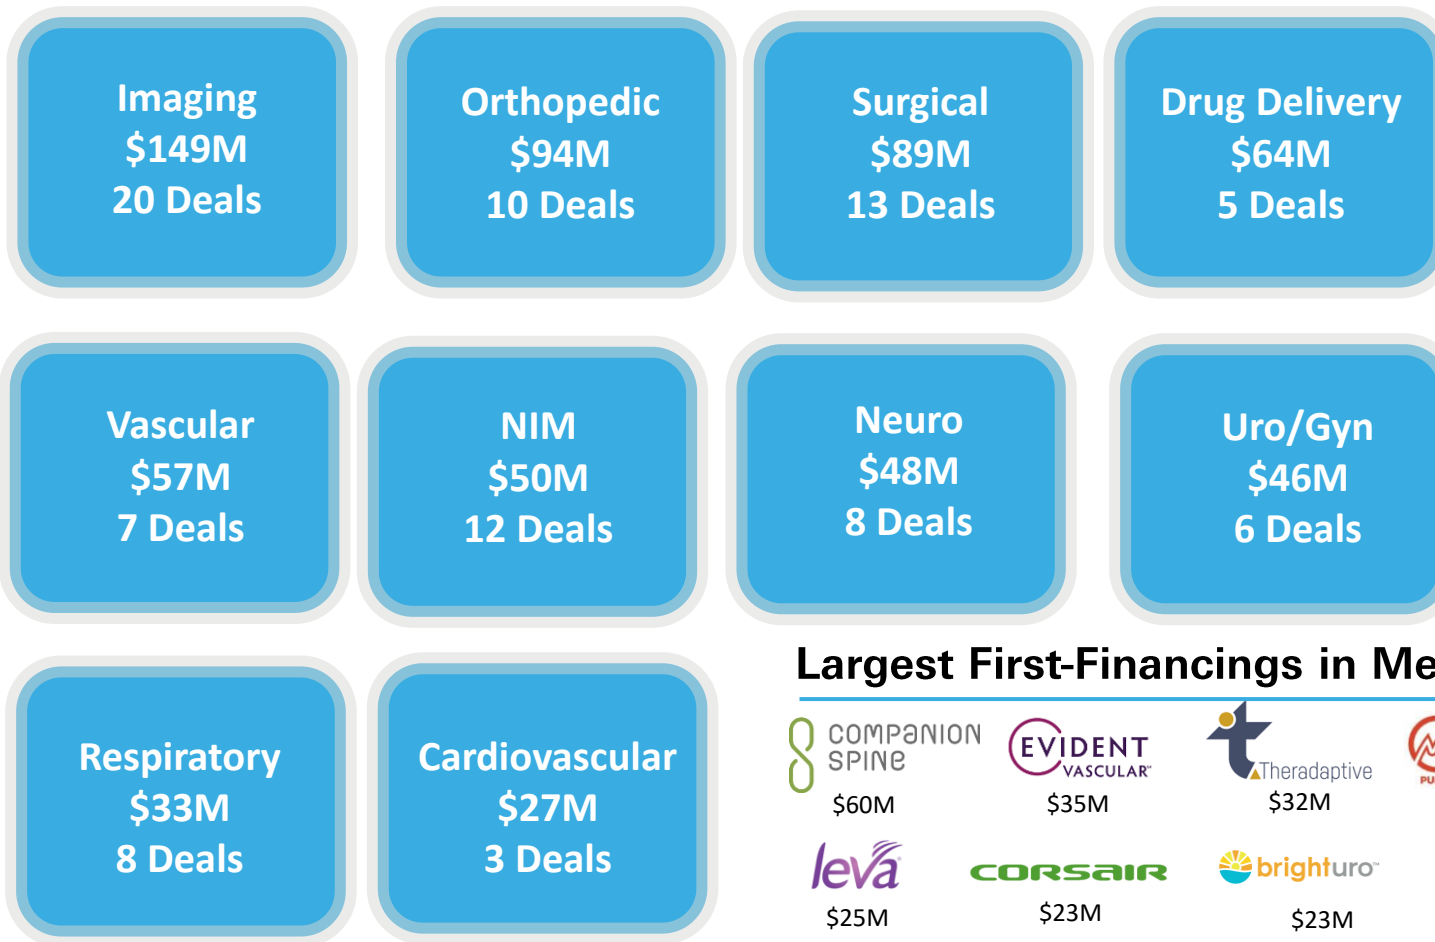 Imaging
$149M
20 Deals
Orthopedic
$94M
10 Deals
Surgical
$89M
13 Deals
Drug Delivery
$64M
5 Deals
Vascular
$57M
7 Deals
NIM
$50M
12 Deals
Neuro
$48M
8 Deals
Uro/Gyn
$46M
6 Deals
Respiratory
$33M
8 Deals
Cardiovascular
$27M
3 Deals
Largest First-Financings in Me
COMPANION
SPINE
$60M
EVIDENT
VASCULAR™
$35M
Theradaptive
$32M
PU
leva
$25M
CORSAIR
$23M
brighturo™
$23M